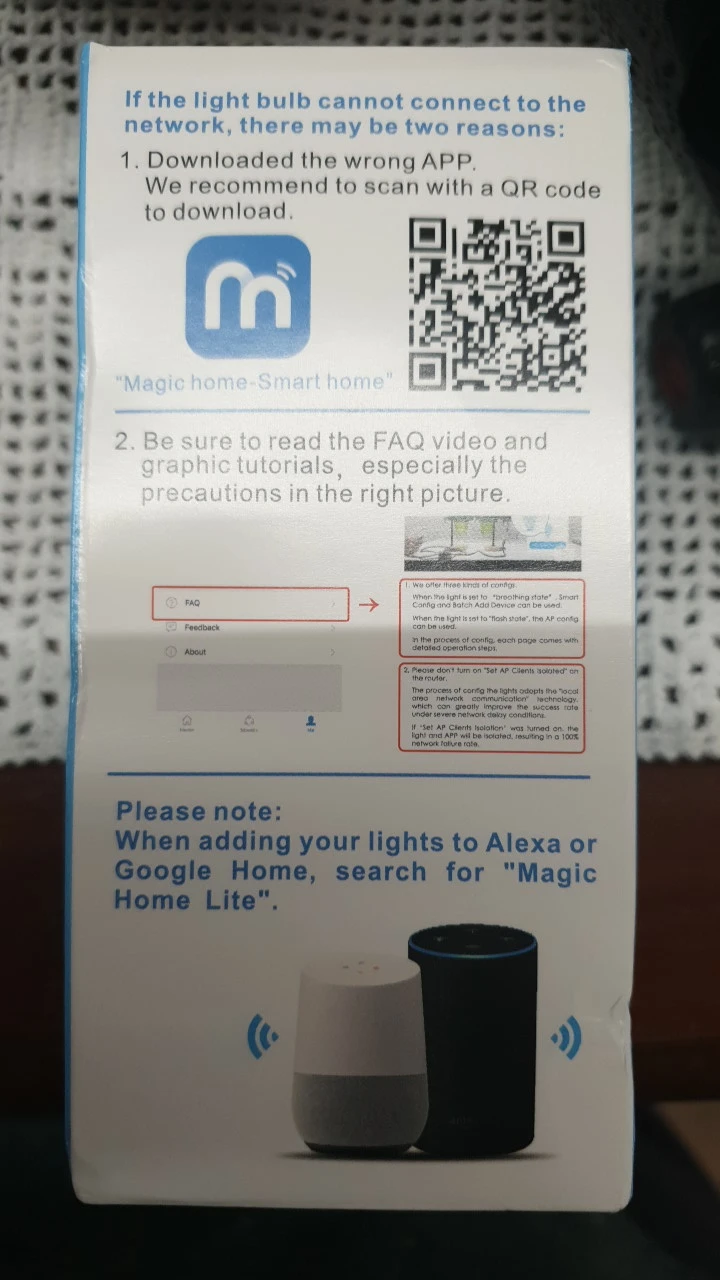 If the light bulb cannot connect to the
network, there may be two reasons:
1. Downloaded the wrong APP.
We recommend to scan with a QR code
to download.
"Magic home-Smart home"
2. Be sure to read the FAQ video and
graphic tutorials, especially the
precautions in the right picture.
FAQ
Feedback
About
Me
1. We offer three kinds of configs:
When the light is set to "breathing state", Smart
Config and Batch Add Device can be used.
When the light is set to "flash state", the AP config
can be used.
In the process of config, each page comes with
detailed operation steps.
2. Please don't turn on "Set AP Clients Isolated" on
the router.
The process of config the lights adopts the "local
area network communication" technology,
which can greatly improve the success rate
under severe network delay conditions.
If "Set AP Clients Isolation" was turned on, the
light and APP will be isolated, resulting in a 100%
network failure rate.
Please note:
When adding your lights to Alexa or
Google Home, search for "Magic
Home Lite".